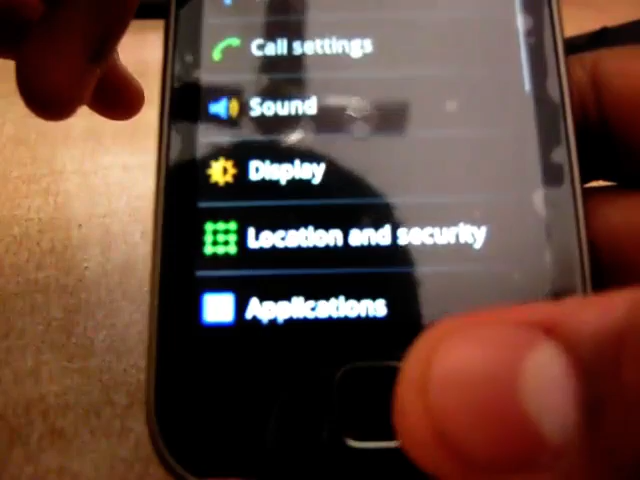 Call settings
Sound
Display
Location and security
Applications